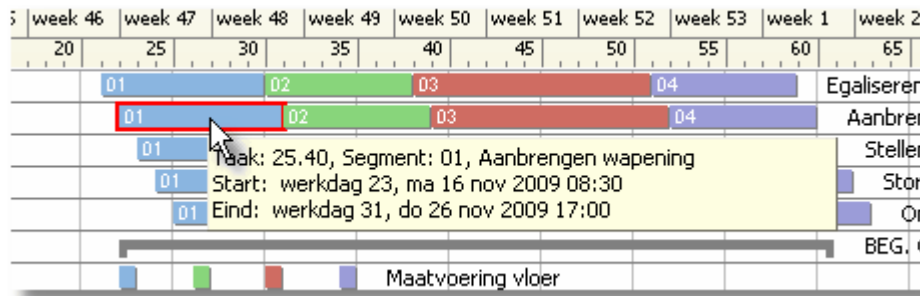 week 46 week 47 week 48 week 49 week 50 week 51 week 52 week 53 week 1 week 2
20 25 30 35 40 45 50 55 60 65
01 02 03 04 Egaliseren
01 02 03 04 Aanbren
01 Stellen
01 Stor
01
Taak: 25.40, Segment: 01, Aanbrengen wapening
Start: werkdag 23, ma 16 nov 2009 08:30
Eind: werkdag 31, do 26 nov 2009 17:00
BEG.
Maatvoering vloer